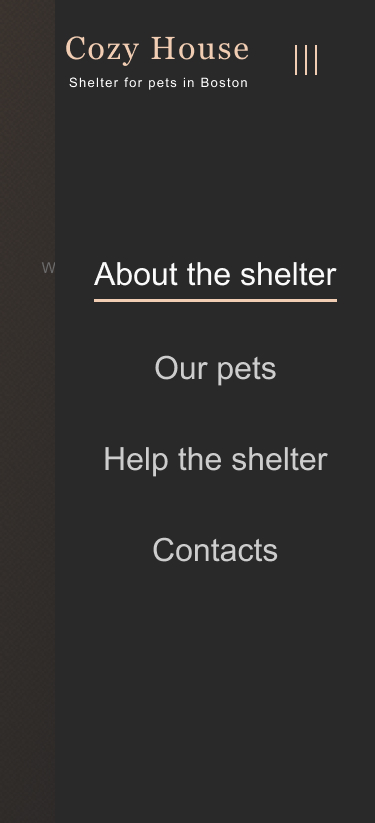 Cozy House
Shelter for pets in Boston
W
About the shelter
Our pets
Help the shelter
Contacts